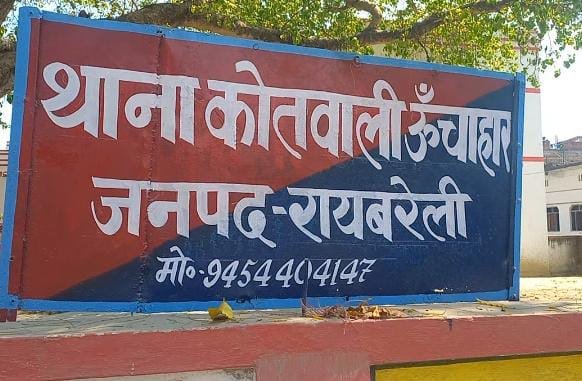 थाना कोतवाली ऊँचाहार
जनपद-रायबरेली
मो०-9454404147